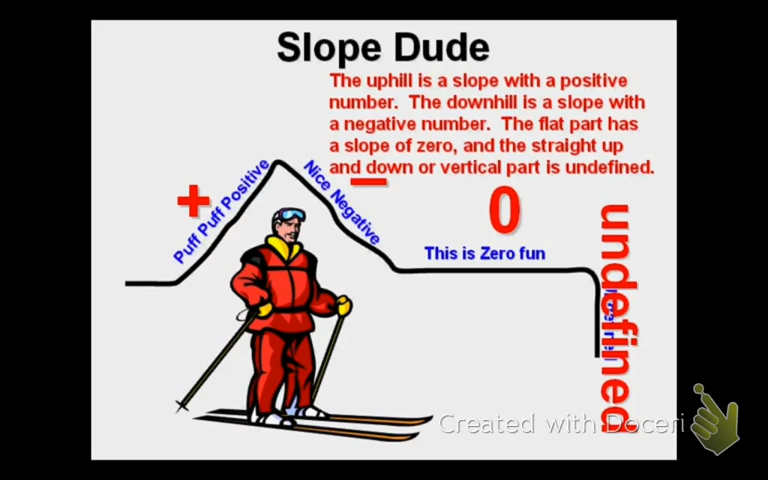 Slope Dude
The uphill is a slope with a positive
number. The downhill is a slope with
a negative number. The flat part has
a slope of zero, and the straight up
and down or vertical part is undefined.
+
Puff Puff Positive
−
Nice Negative
0
This is Zero fun
undefined
Created with Doceri